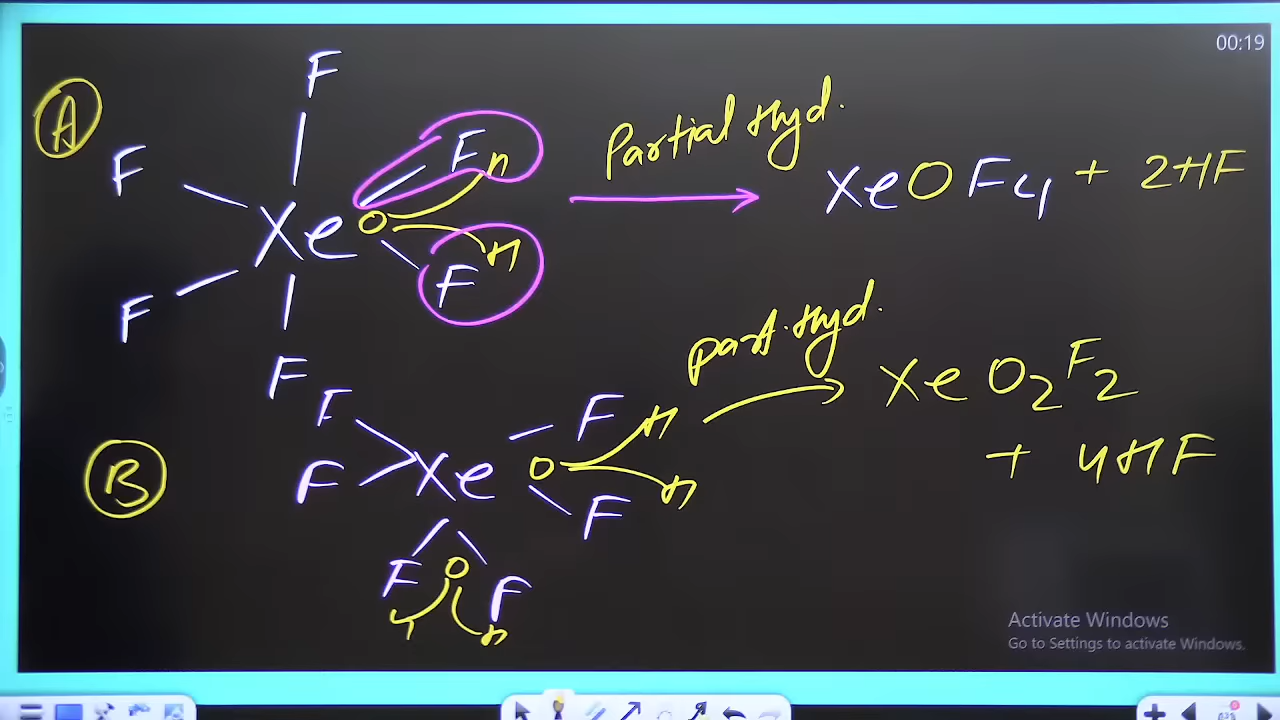 00:19
F
A
F
F n
Partial Hyd.
XeOF4 + 2HF
Xe O
H
F
F
F
part. Hyd.
XeO2F2
+ 4HF
F
F
H
B
F
Xe
O
H
F
F
O
F
H
H
Activate Windows
Go to Settings to activate Windows.